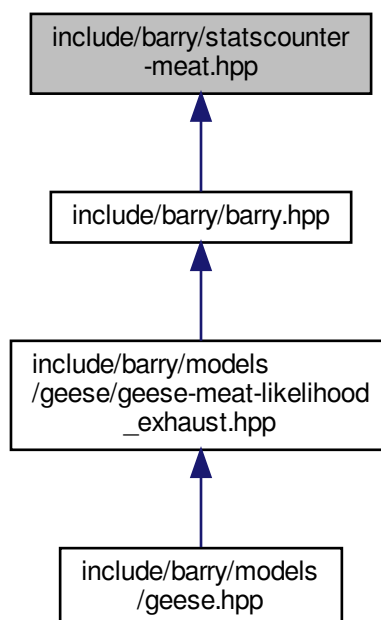 include/barry/statscounter
-meat.hpp
include/barry/barry.hpp
include/barry/models
/geese/geese-meat-likelihood
_exhaust.hpp
include/barry/models
/geese.hpp